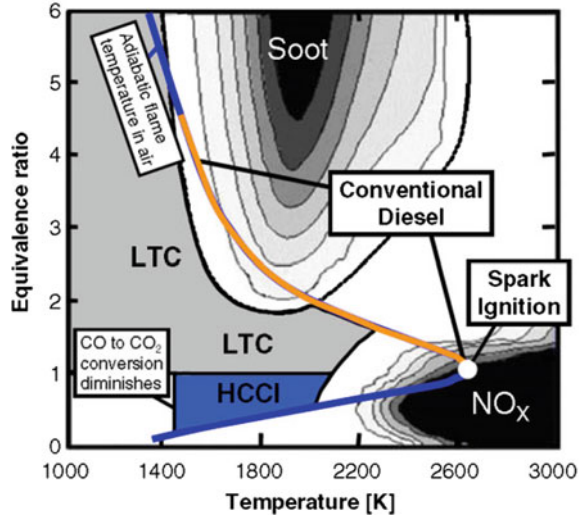 6
5
4
3
2
1
0
Equivalence ratio
Adiabatic flame
temperature in air
Soot
Conventional
Diesel
LTC
Spark
Ignition
LTC
CO to CO₂
conversion
diminishes
HCCI
NOX
1000
1400
1800
2200
2600
3000
Temperature [K]